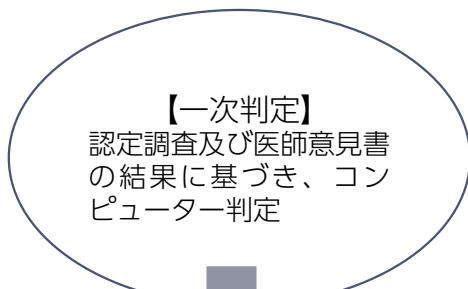 【一次判定】
認定調査及び医師意見書
の結果に基づき、コン
ピューター判定